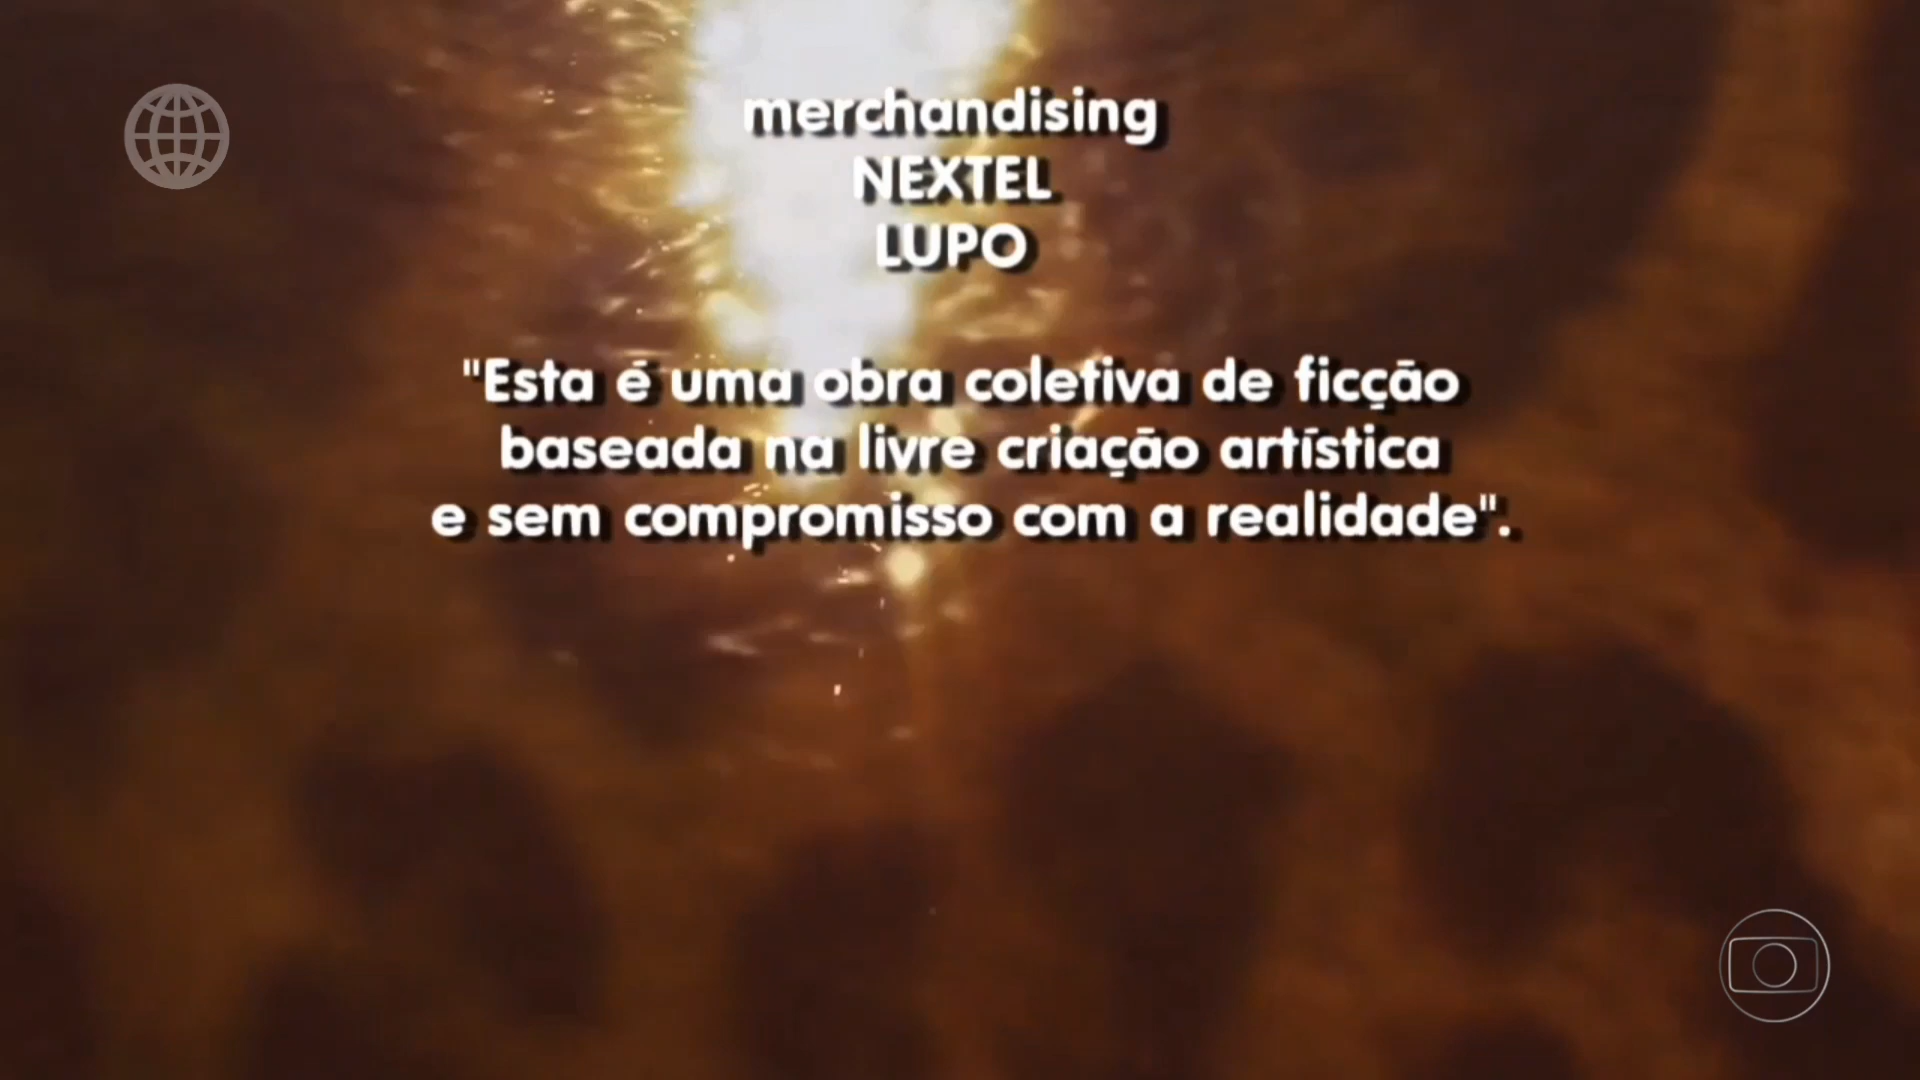 merchandising
NEXTEL
LUPO
"Esta é uma obra coletiva de ficção
baseada na livre criação artística
e sem compromisso com a realidade".